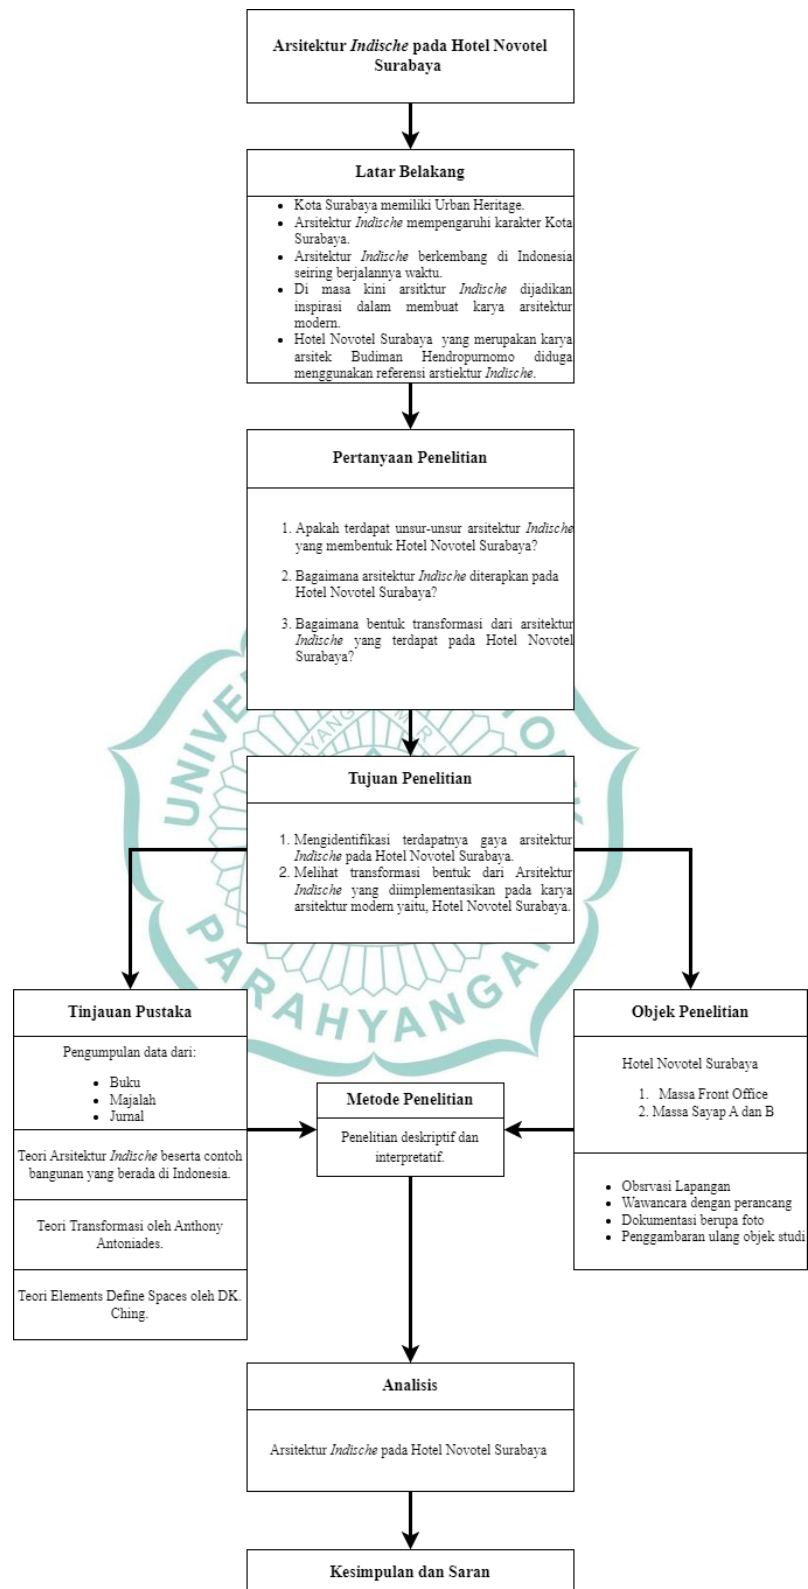 Arsitektur Indische pada Hotel Novotel
Surabaya
Latar Belakang
• Kota Surabaya memiliki Urban Heritage.
• Arsitektur Indische mempengaruhi karakter Kota
Surabaya.
• Arsitektur Indische berkembang di Indonesia
seiring berjalannya waktu.
• Di masa kini arsitktur Indische dijadikan
inspirasi dalam membuat karya arsitektur
modern.
• Hotel Novotel Surabaya yang merupakan karya
arsitek Budiman Hendropurnomo diduga
menggunakan referensi arstiektur Indische.
Pertanyaan Penelitian
1. Apakah terdapat unsur-unsur arsitektur Indische
yang membentuk Hotel Novotel Surabaya?
2. Bagaimana arsitektur Indische diterapkan pada
Hotel Novotel Surabaya?
3. Bagaimana bentuk transformasi dari arsitektur
Indische yang terdapat pada Hotel Novotel
Surabaya?
Tujuan Penelitian
1. Mengidentifikasi terdapatnya gaya arsitektur
Indische pada Hotel Novotel Surabaya.
2. Melihat transformasi bentuk dari Arsitektur
Indische yang diimplementasikan pada karya
arsitektur modern yaitu, Hotel Novotel Surabaya.
PARAHYANGAN
Tinjauan Pustaka
Pengumpulan data dari:
• Buku
• Majalah
• Jurnal
Teori Arsitektur Indische beserta contoh
bangunan yang berada di Indonesia.
Teori Transformasi oleh Anthony
Antoniades.
Teori Elements Define Spaces oleh DK.
Ching.
Metode Penelitian
Penelitian deskriptif dan
interpretatif.
Objek Penelitian
Hotel Novotel Surabaya
1. Massa Front Office
2. Massa Sayap A dan B
• Obsrvasi Lapangan
• Wawancara dengan perancang
• Dokumentasi berupa foto
• Penggambaran ulang objek studi
Analisis
Arsitektur Indische pada Hotel Novotel Surabaya
Kesimpulan dan Saran